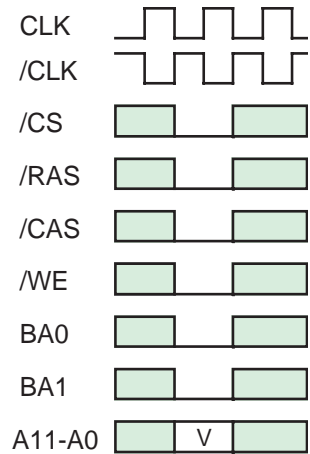 CLK
/CLK
/CS
/RAS
/CAS
/WE
BA0
BA1
A11-A0 V